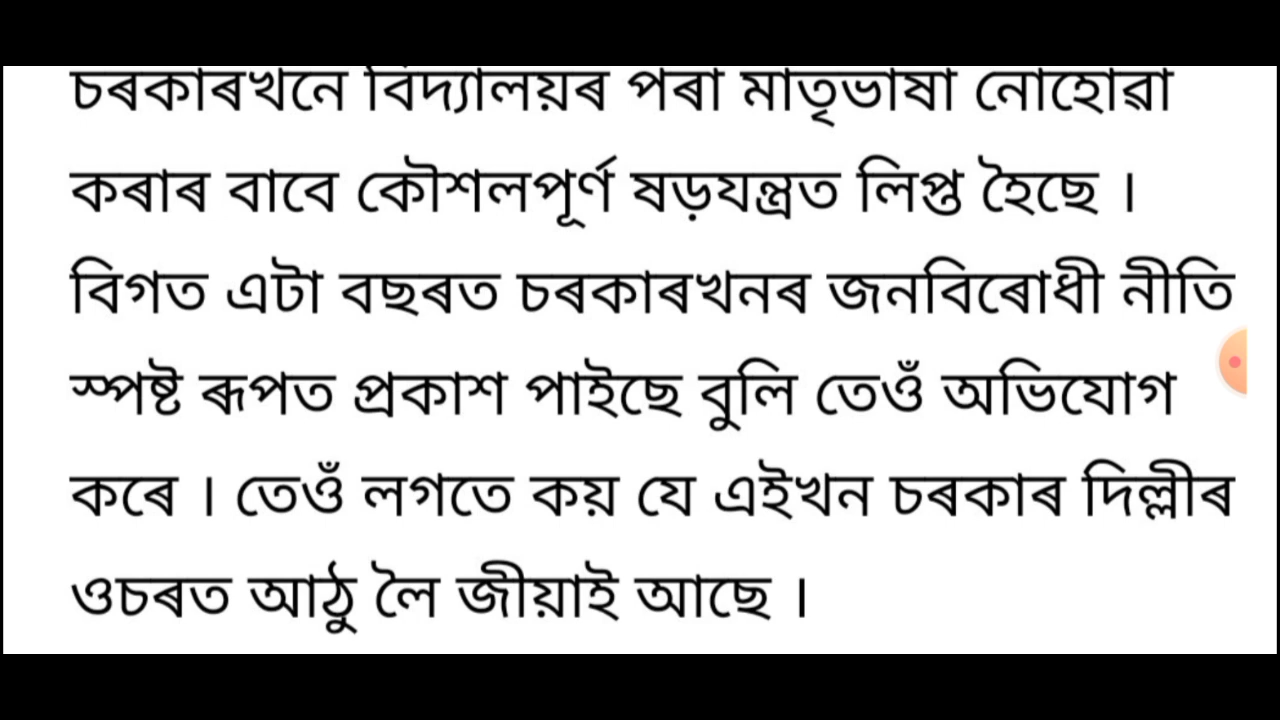 চৰকাৰখনে বিদ্যালয়ৰ পৰা মাতৃভাষা নোহোৱা
কৰাৰ বাবে কৌশলপূৰ্ণ ষড়যন্ত্ৰত লিপ্ত হৈছে ।
বিগত এটা বছৰত চৰকাৰখনৰ জনবিৰোধী নীতি
স্পষ্ট ৰূপত প্ৰকাশ পাইছে বুলি তেওঁ অভিযোগ
কৰে । তেওঁ লগতে কয় যে এইখন চৰকাৰ দিল্লীৰ
ওচৰত আঠু লৈ জীয়াই আছে ।